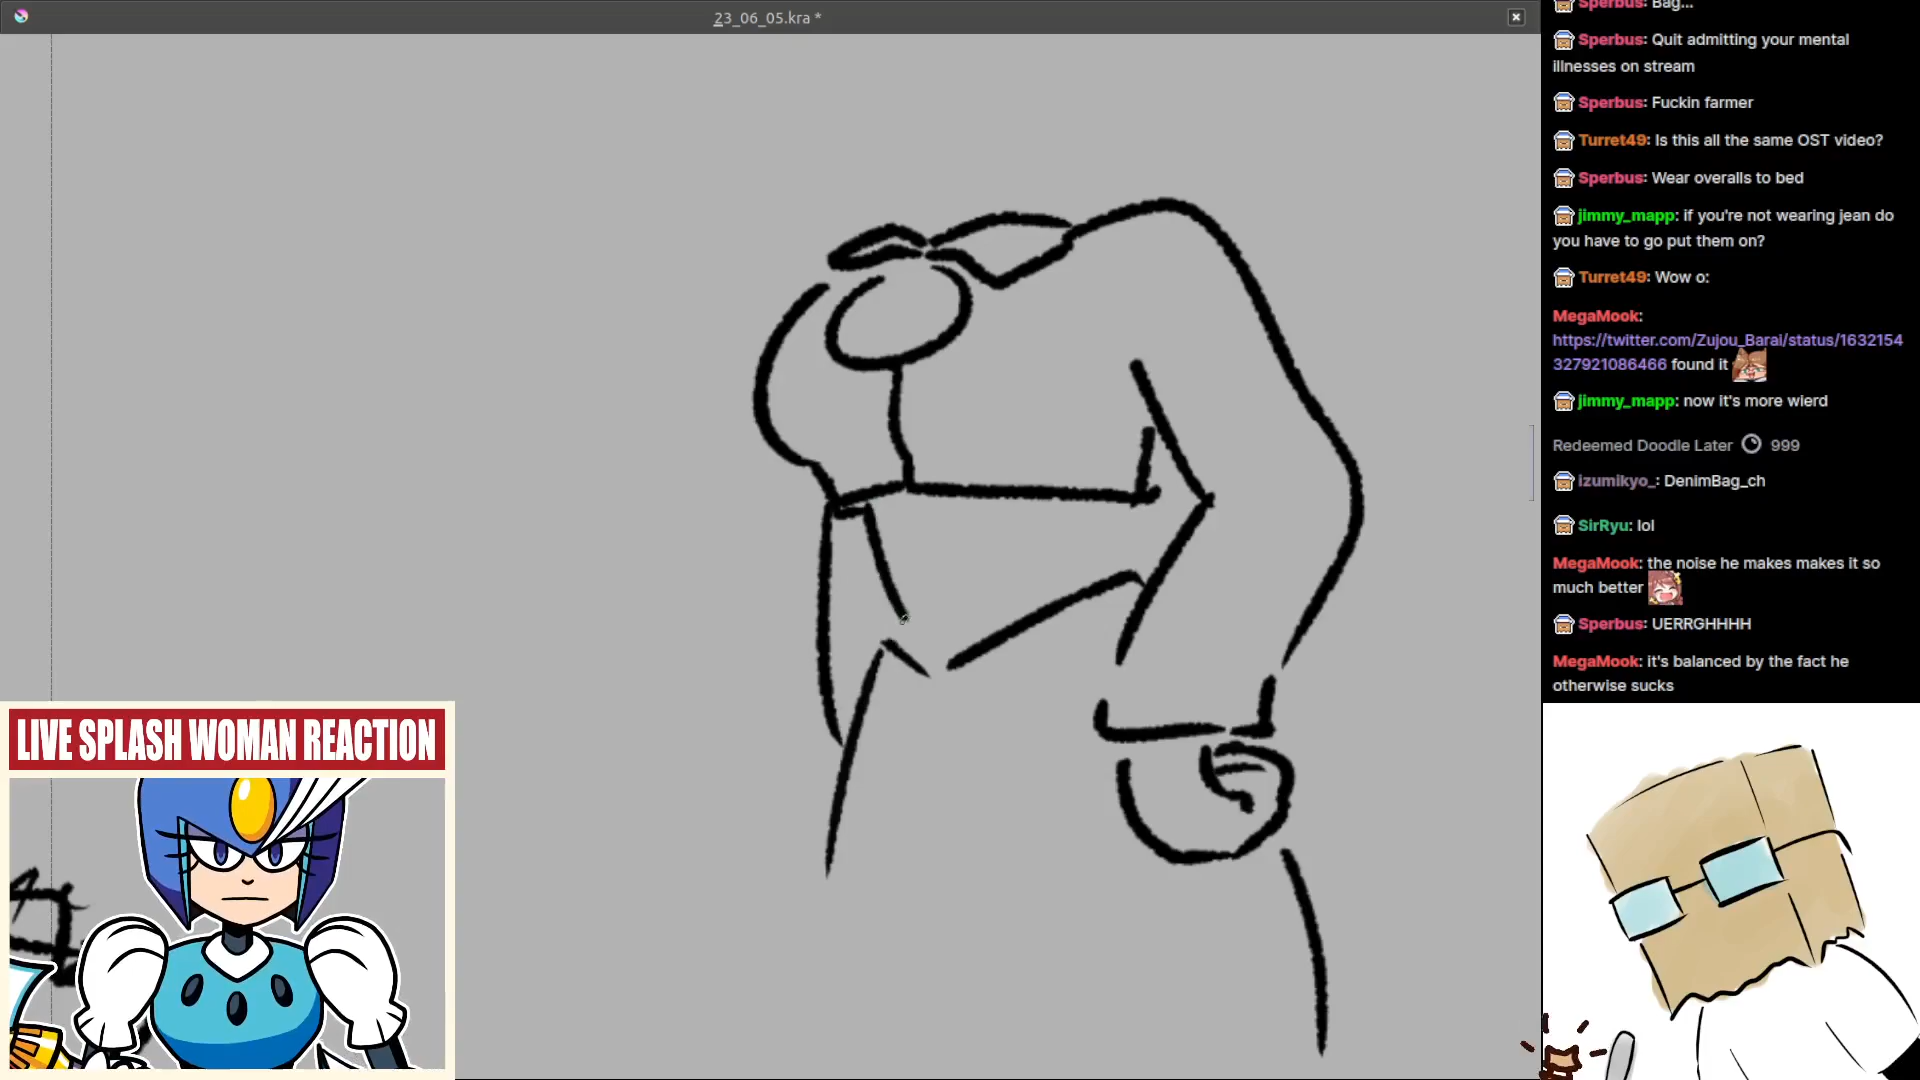 23_06_05.kra *
Sperbus: Bag...
Sperbus: Quit admitting your mental
illnesses on stream
Sperbus: Fuckin farmer
Turret49: Is this all the same OST video?
Sperbus: Wear overalls to bed
jimmy_mapp: if you're not wearing jean do
you have to go put them on?
Turret49: Wow o:
MegaMook:
https://twitter.com/Zujou_Barai/status/1632154
327921086466 found it
jimmy_mapp: now it's more wierd
Redeemed Doodle Later 999
Izumikyo_: DenimBag_ch
SirRyu: lol
MegaMook: the noise he makes makes it so
much better
Sperbus: UERRGHHHH
MegaMook: it's balanced by the fact he
otherwise sucks
LIVE SPLASH WOMAN REACTION